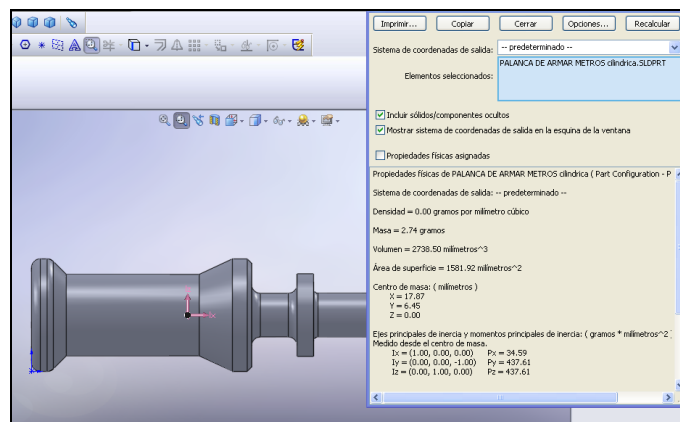 Imprimir... Copiar Cerrar Opciones... Recalcular
Sistema de coordenadas de salida: -- predeterminado --
PALANCA DE ARMAR METROS cilindrica.SLDPRT
Elementos seleccionados:
Incluir sólidos/componentes ocultos
Mostrar sistema de coordenadas de salida en la esquina de la ventana
Propiedades físicas asignadas
Propiedades físicas de PALANCA DE ARMAR METROS cilindrica ( Part Configuration - P
Sistema de coordenadas de salida: -- predeterminado --
Densidad = 0.00 gramos por milímetro cúbico
Masa = 2.74 gramos
Volumen = 2738.50 milímetros^3
Área de superficie = 1581.92 milímetros^2
Centro de masa: ( milímetros )
X = 17.87
Y = 6.45
Z = 0.00
Ejes principales de inercia y momentos principales de inercia: ( gramos * milímetros^2 )
Medido desde el centro de masa.
Ix = (1.00, 0.00, 0.00) Px = 34.59
Iy = (0.00, 0.00, -1.00) Py = 437.61
Iz = (0.00, 1.00, 0.00) Pz = 437.61